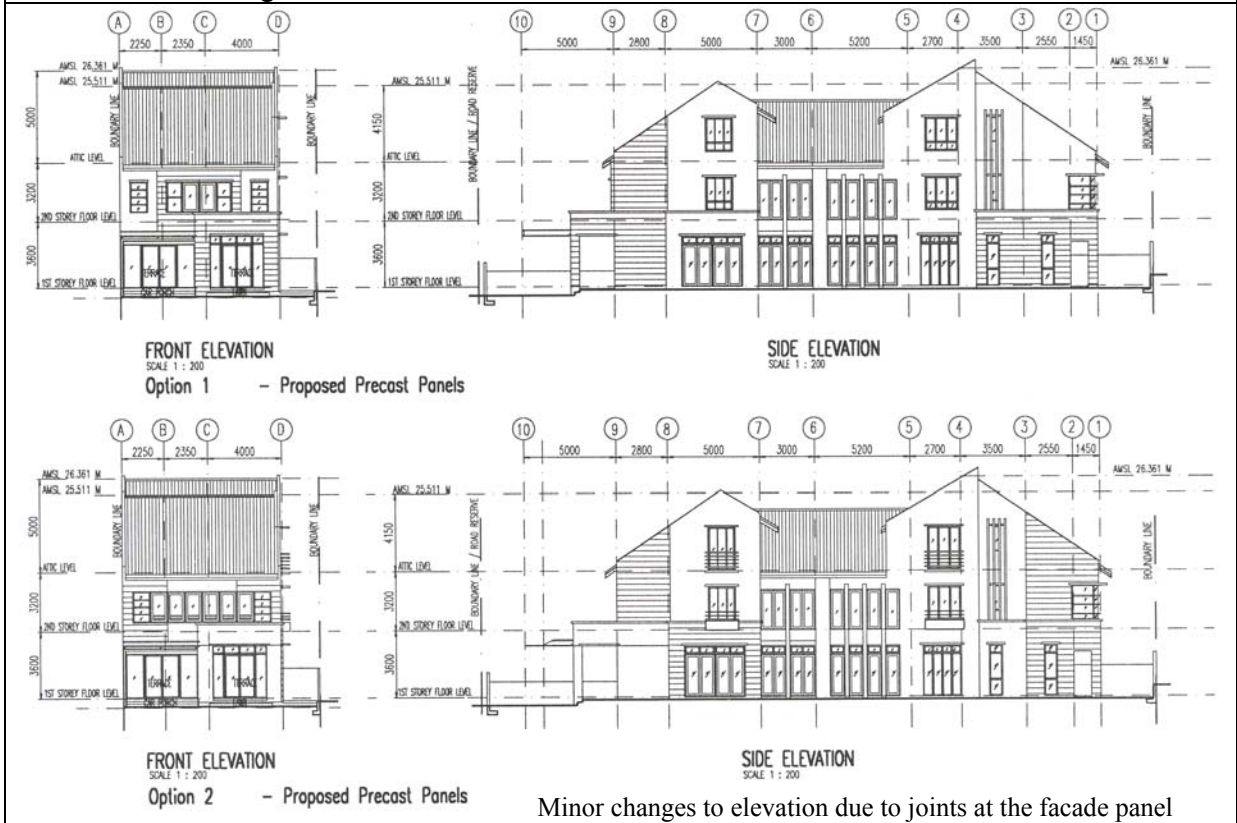 A B C D 10 9 8 7 6 5 4 3 2 1
2250 2350 4000 5000 2800 5000 3000 5200 2700 3500 2550 1450
AMSL 26.361 M
AMSL 25.511 M
AMSL 25.511 M
AMSL 26.361 M
BOUNDARY LINE
BOUNDARY LINE
BOUNDARY LINE / ROAD RESERVE
BOUNDARY LINE
5000
4150
ATTIC LEVEL
ATTIC LEVEL
3200
3200
2ND STOREY FLOOR LEVEL
2ND STOREY FLOOR LEVEL
3600
3600
TERRACE
TERRACE
1ST STOREY FLOOR LEVEL
CAR PORCH
1ST STOREY FLOOR LEVEL
FRONT ELEVATION
SCALE 1 : 200
SIDE ELEVATION
SCALE 1 : 200
Option 1 – Proposed Precast Panels
A B C D 10 9 8 7 6 5 4 3 2 1
2250 2350 4000 5000 2800 5000 3000 5200 2700 3500 2550 1450
AMSL 26.361 M
AMSL 25.511 M
AMSL 25.511 M
AMSL 26.361 M
BOUNDARY LINE
BOUNDARY LINE
BOUNDARY LINE / ROAD RESERVE
BOUNDARY LINE
5000
4150
ATTIC LEVEL
ATTIC LEVEL
3200
3200
2ND STOREY FLOOR LEVEL
2ND STOREY FLOOR LEVEL
3600
3600
TERRACE
TERRACE
1ST STOREY FLOOR LEVEL
CAR PORCH
1ST STOREY FLOOR LEVEL
FRONT ELEVATION
SCALE 1 : 200
SIDE ELEVATION
SCALE 1 : 200
Option 2 – Proposed Precast Panels
Minor changes to elevation due to joints at the facade panel